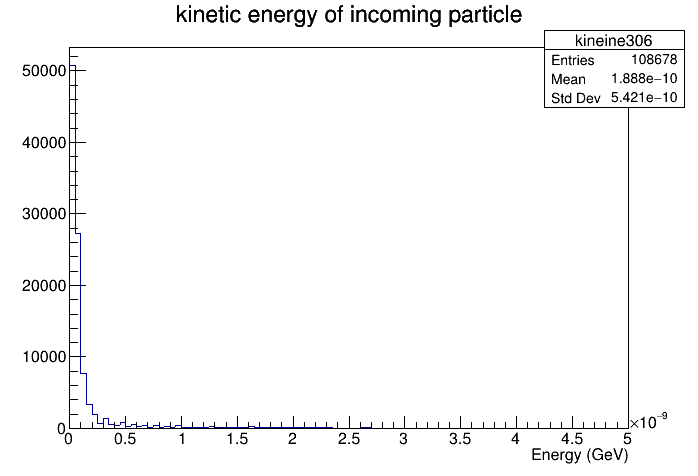 kinetic energy of incoming particle
kineine306
Entries 108678
Mean 1.888e−10
Std Dev 5.421e−10
50000
40000
30000
20000
10000
0
0 0.5 1 1.5 2 2.5 3 3.5 4 4.5 5
×10⁻⁹
Energy (GeV)